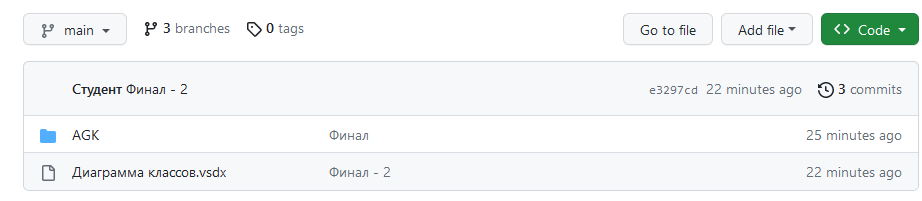 main 3 branches 0 tags Go to file Add file Code
Студент Финал - 2 e3297cd 22 minutes ago 3 commits
AGK Финал 25 minutes ago
Диаграмма классов.vsdx Финал - 2 22 minutes ago